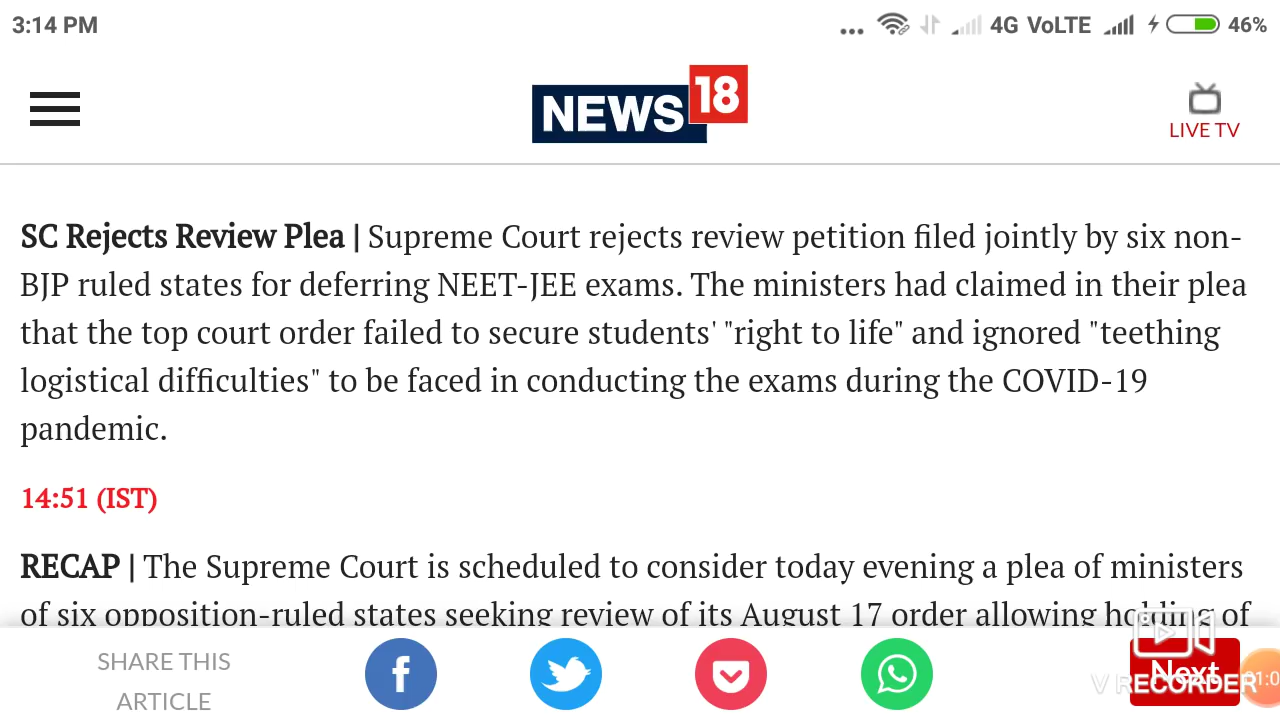 3:14 PM
... 4G VoLTE 46%
NEWS 18
LIVE TV
SC Rejects Review Plea | Supreme Court rejects review petition filed jointly by six non-
BJP ruled states for deferring NEET-JEE exams. The ministers had claimed in their plea
that the top court order failed to secure students' "right to life" and ignored "teething
logistical difficulties" to be faced in conducting the exams during the COVID-19
pandemic.
14:51 (IST)
RECAP | The Supreme Court is scheduled to consider today evening a plea of ministers
of six opposition-ruled states seeking review of its August 17 order allowing holding of
SHARE THIS
ARTICLE
f
Next
V RECORDER